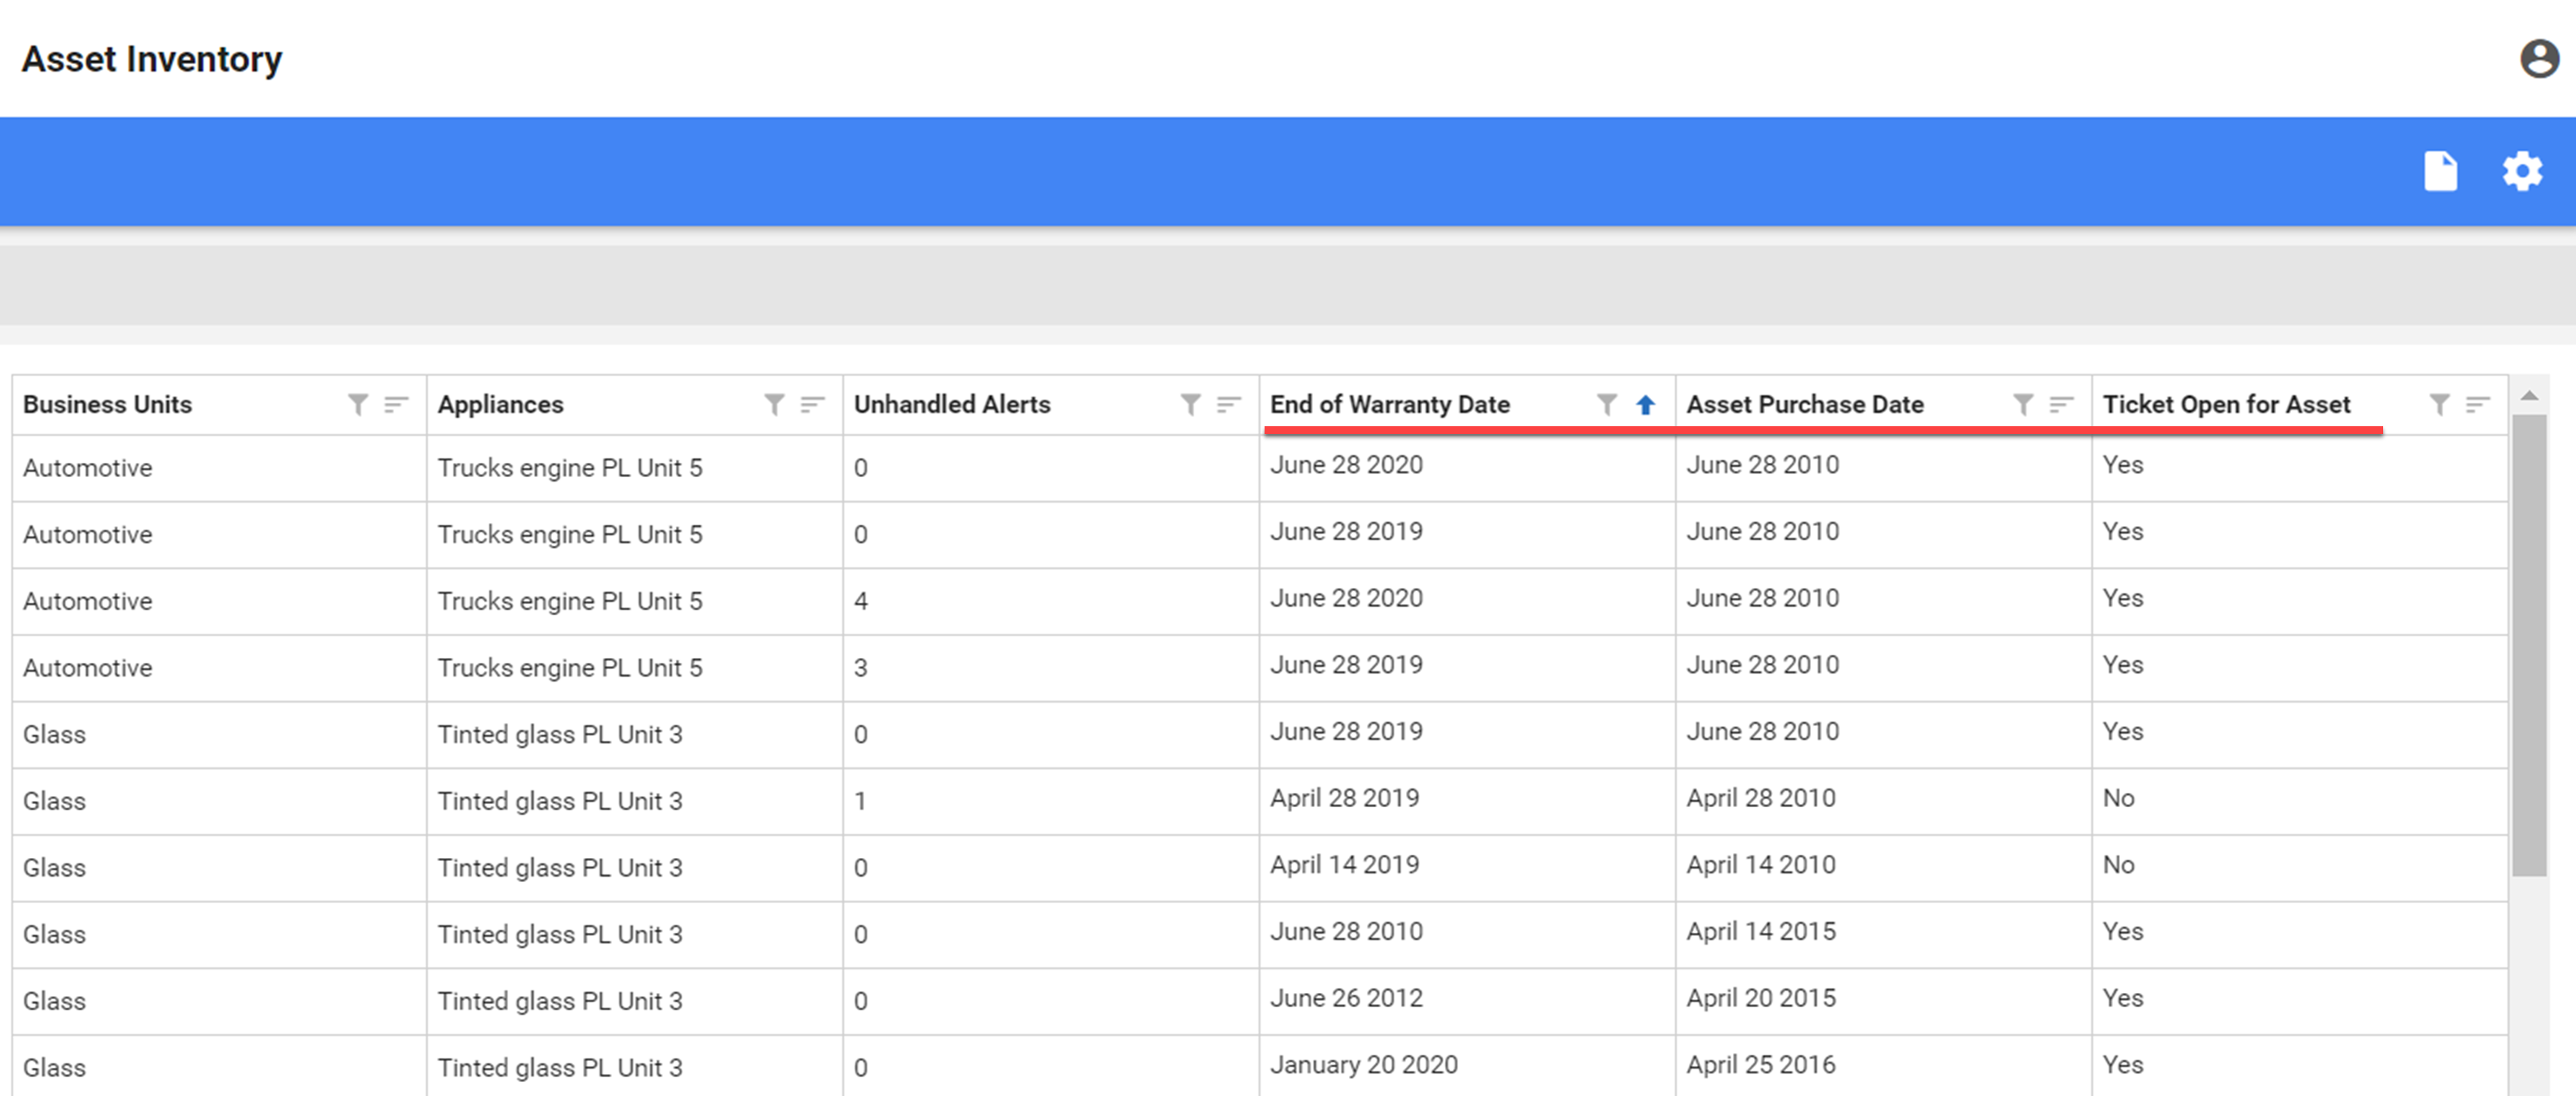 Asset Inventory
Business Units Appliances Unhandled Alerts End of Warranty Date Asset Purchase Date Ticket Open for Asset
Automotive Trucks engine PL Unit 5 0 June 28 2020 June 28 2010 Yes
Automotive Trucks engine PL Unit 5 0 June 28 2019 June 28 2010 Yes
Automotive Trucks engine PL Unit 5 4 June 28 2020 June 28 2010 Yes
Automotive Trucks engine PL Unit 5 3 June 28 2019 June 28 2010 Yes
Glass Tinted glass PL Unit 3 0 June 28 2019 June 28 2010 Yes
Glass Tinted glass PL Unit 3 1 April 28 2019 April 28 2010 No
Glass Tinted glass PL Unit 3 0 April 14 2019 April 14 2010 No
Glass Tinted glass PL Unit 3 0 June 28 2010 April 14 2015 Yes
Glass Tinted glass PL Unit 3 0 June 26 2012 April 20 2015 Yes
Glass Tinted glass PL Unit 3 0 January 20 2020 April 25 2016 Yes